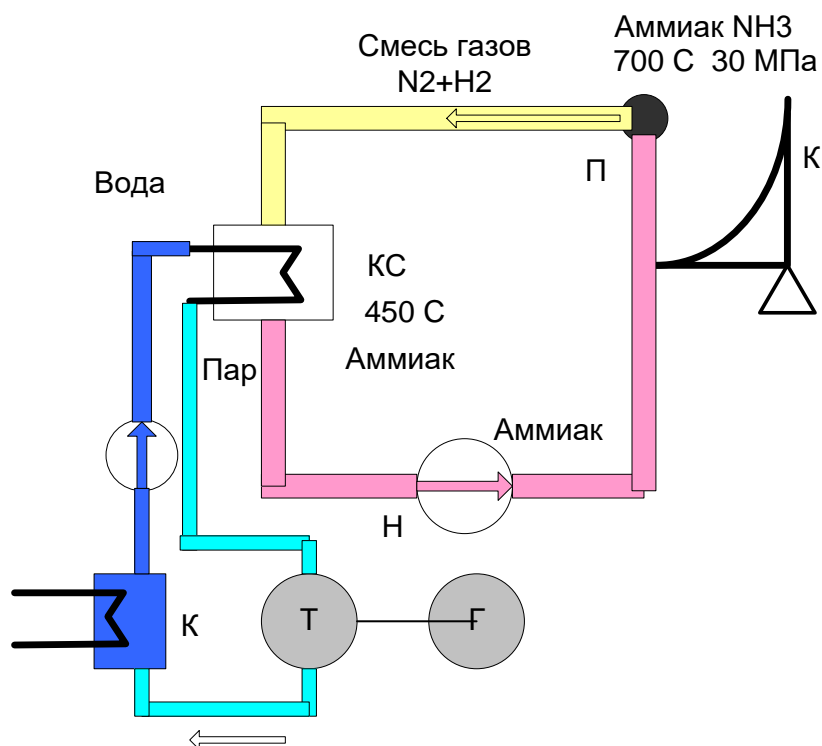 Аммиак NH3
700 С  30 МПа
Смесь газов
N2+H2
П
К
Вода
КС
450 С
Пар
Аммиак
Аммиак
Н
К
Т
Г